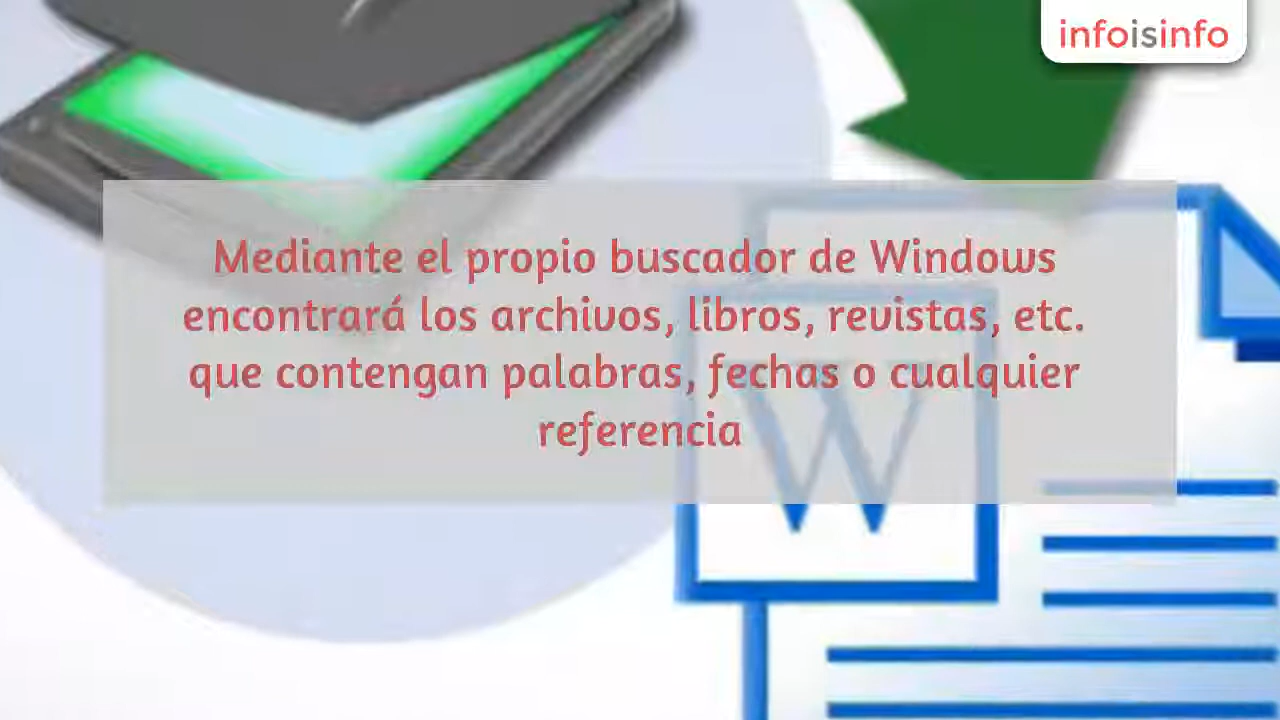 infoisinfo
Mediante el propio buscador de Windows
encontrará los archivos, libros, revistas, etc.
que contengan palabras, fechas o cualquier
referencia
W